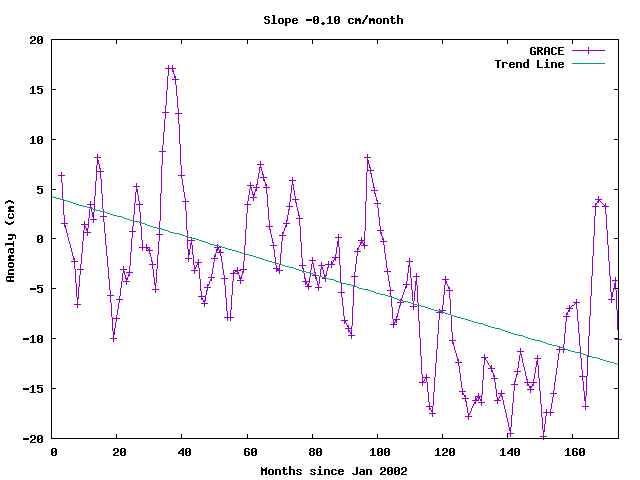 Slope -0.10 cm/month
GRACE
Trend Line
20
15
10
5
0
-5
-10
-15
-20
Anomaly (cm)
0 20 40 60 80 100 120 140 160
Months since Jan 2002